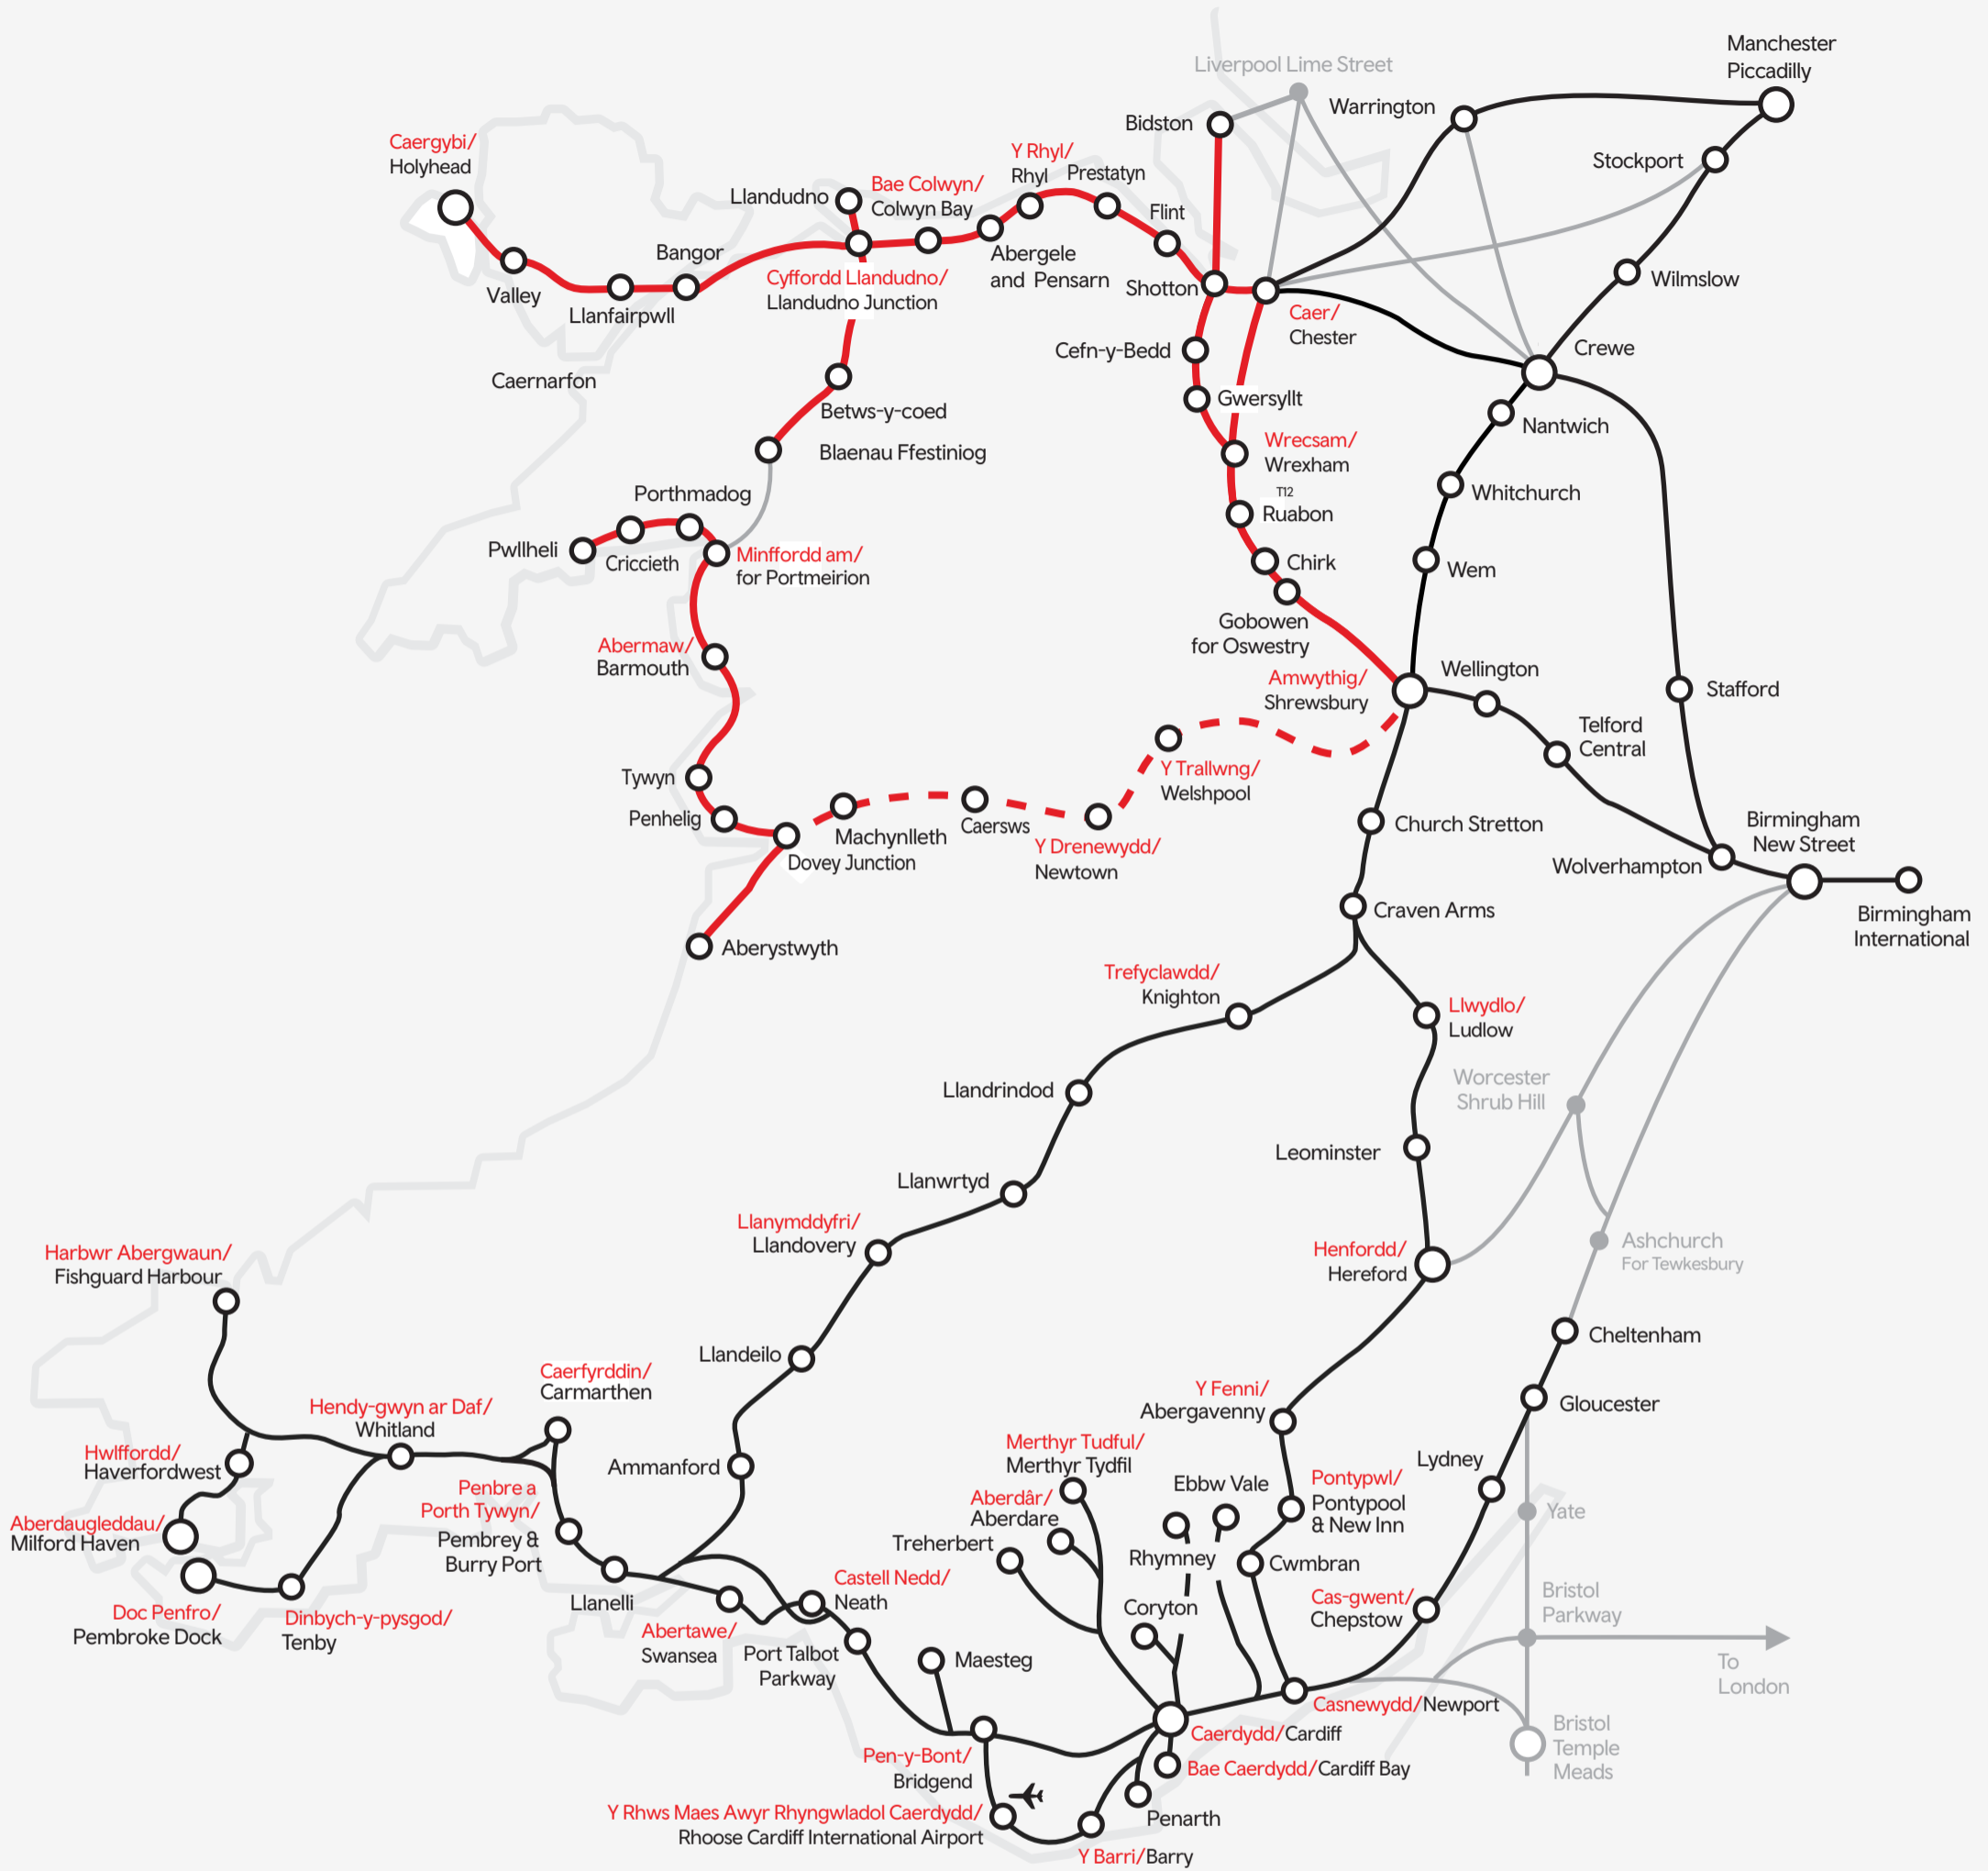 Manchester
Piccadilly
Liverpool Lime Street
Warrington
Bidston
Stockport
Caergybi/
Holyhead
Y Rhyl/
Rhyl
Prestatyn
Llandudno
Bae Colwyn/
Colwyn Bay
Flint
Bangor
Abergele
and Pensarn
Valley
Llanfairpwll
Cyffordd Llandudno/
Llandudno Junction
Shotton
Caer/
Chester
Wilmslow
Crewe
Cefn-y-Bedd
Caernarfon
Betws-y-coed
Gwersyllt
Nantwich
Blaenau Ffestiniog
Wrecsam/
Wrexham
T12
Ruabon
Whitchurch
Porthmadog
Pwllheli
Criccieth
Minffordd am/
for Portmeirion
Chirk
Wem
Gobowen
for Oswestry
Abermaw/
Barmouth
Amwythig/
Shrewsbury
Wellington
Stafford
Telford
Central
Tywyn
Penhelig
Machynlleth
Dovey Junction
Caersws
Y Drenewydd/
Newtown
Y Trallwng/
Welshpool
Church Stretton
Wolverhampton
Birmingham
New Street
Birmingham
International
Aberystwyth
Craven Arms
Trefyclawdd/
Knighton
Llwydlo/
Ludlow
Llandrindod
Worcester
Shrub Hill
Leominster
Llanwrtyd
Llanymddyfri/
Llandovery
Henfordd/
Hereford
Ashchurch
For Tewkesbury
Harbwr Abergwaun/
Fishguard Harbour
Cheltenham
Llandeilo
Caerfyrddin/
Carmarthen
Y Fenni/
Abergavenny
Gloucester
Hendy-gwyn ar Daf/
Whitland
Hwlffordd/
Haverfordwest
Ammanford
Merthyr Tudful/
Merthyr Tydfil
Ebbw Vale
Pontypwl/
Pontypool
& New Inn
Lydney
Penbre a
Porth Tywyn/
Pembrey &
Burry Port
Aberdâr/
Aberdare
Treherbert
Rhymney
Cwmbran
Yate
Aberdaugleddau/
Milford Haven
Doc Penfro/
Pembroke Dock
Dinbych-y-pysgod/
Tenby
Llanelli
Castell Nedd/
Neath
Abertawe/
Swansea
Port Talbot
Parkway
Maesteg
Coryton
Cas-gwent/
Chepstow
Bristol
Parkway
To
London
Casnewydd/Newport
Caerdydd/Cardiff
Bae Caerdydd/Cardiff Bay
Bristol
Temple
Meads
Pen-y-Bont/
Bridgend
Y Rhws Maes Awyr Rhyngwladol Caerdydd/
Rhoose Cardiff International Airport
Penarth
Y Barri/Barry